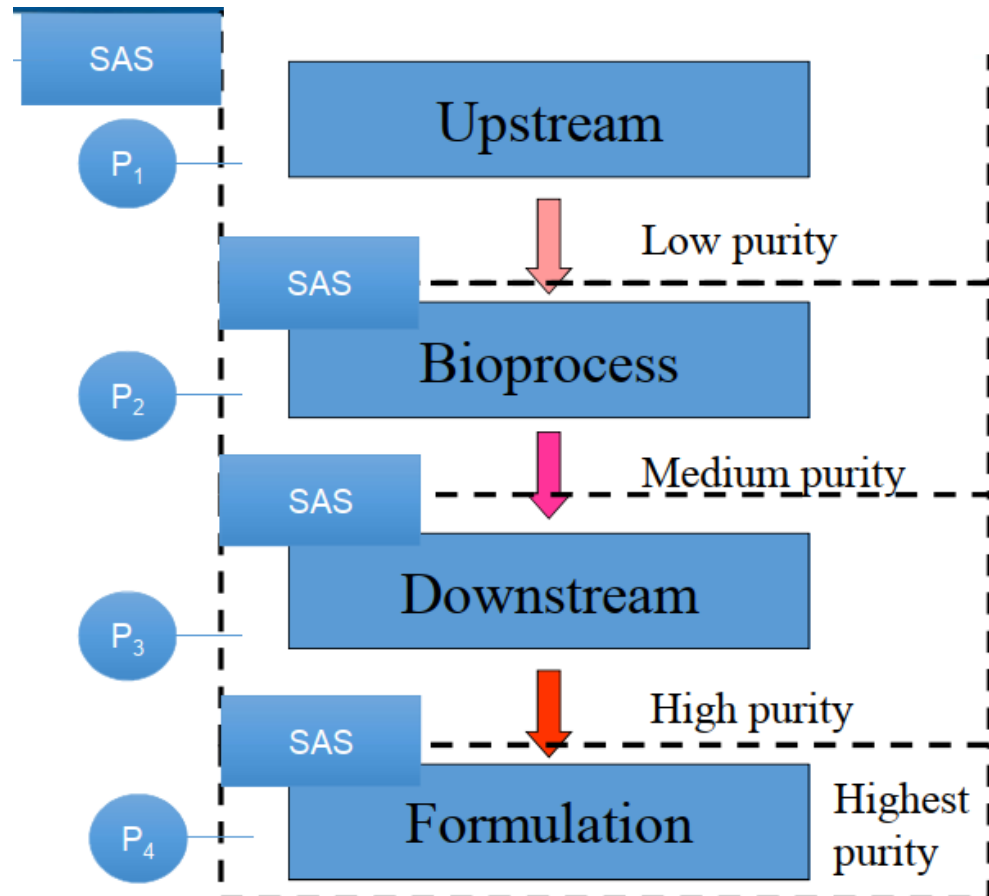 SAS
Upstream
P1
Low purity
SAS
Bioprocess
P2
Medium purity
SAS
Downstream
P3
High purity
SAS
Formulation
Highest
purity
P4